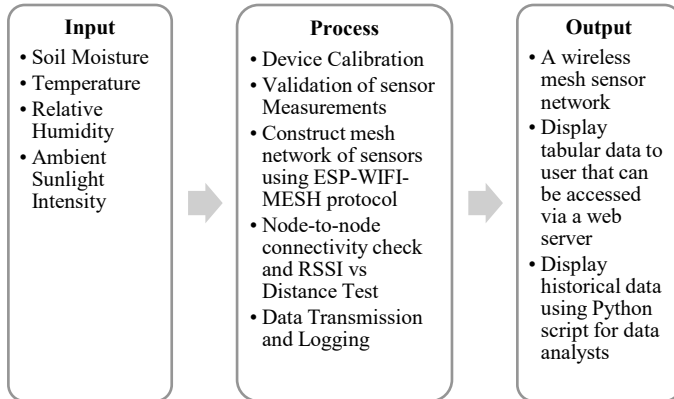 Input
• Soil Moisture
• Temperature
• Relative
Humidity
• Ambient
Sunlight
Intensity
Process
• Device Calibration
• Validation of sensor
Measurements
• Construct mesh
network of sensors
using ESP-WIFI-
MESH protocol
• Node-to-node
connectivity check
and RSSI vs
Distance Test
• Data Transmission
and Logging
Output
• A wireless
mesh sensor
network
• Display
tabular data to
user that can
be accessed
via a web
server
• Display
historical data
using Python
script for data
analysts